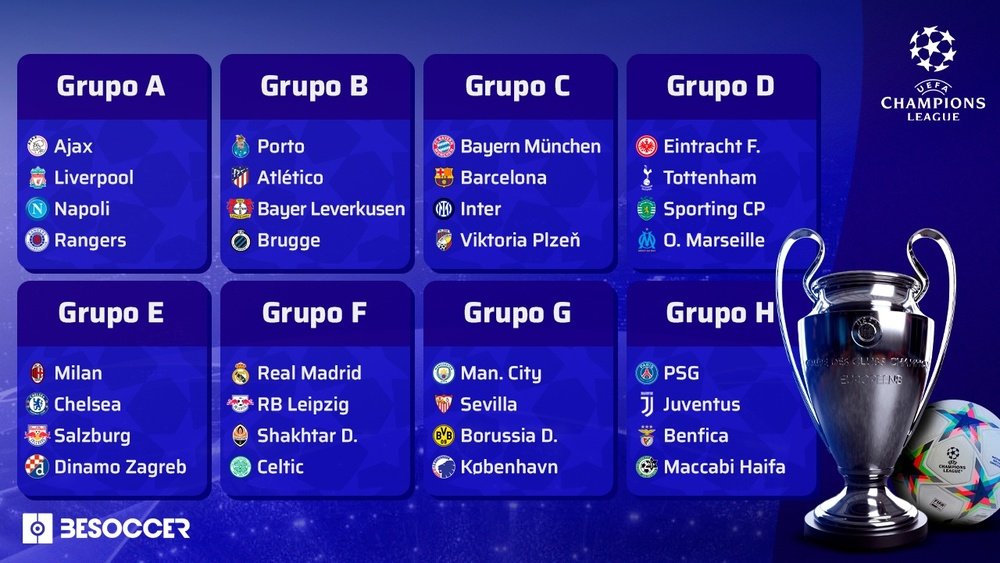 Grupo A
Ajax
Liverpool
Napoli
Rangers
Grupo B
Porto
Atlético
Bayer Leverkusen
Brugge
Grupo C
Bayern München
Barcelona
Inter
Viktoria Plzeň
Grupo D
Eintracht F.
Tottenham
Sporting CP
O. Marseille
UEFA
CHAMPIONS
LEAGUE
Grupo E
Milan
Chelsea
Salzburg
Dinamo Zagreb
Grupo F
Real Madrid
RB Leipzig
Shakhtar D.
Celtic
Grupo G
Man. City
Sevilla
Borussia D.
København
Grupo H
PSG
Juventus
Benfica
Maccabi Haifa
CHAMPIONS
LEAGUE
BESOCCER